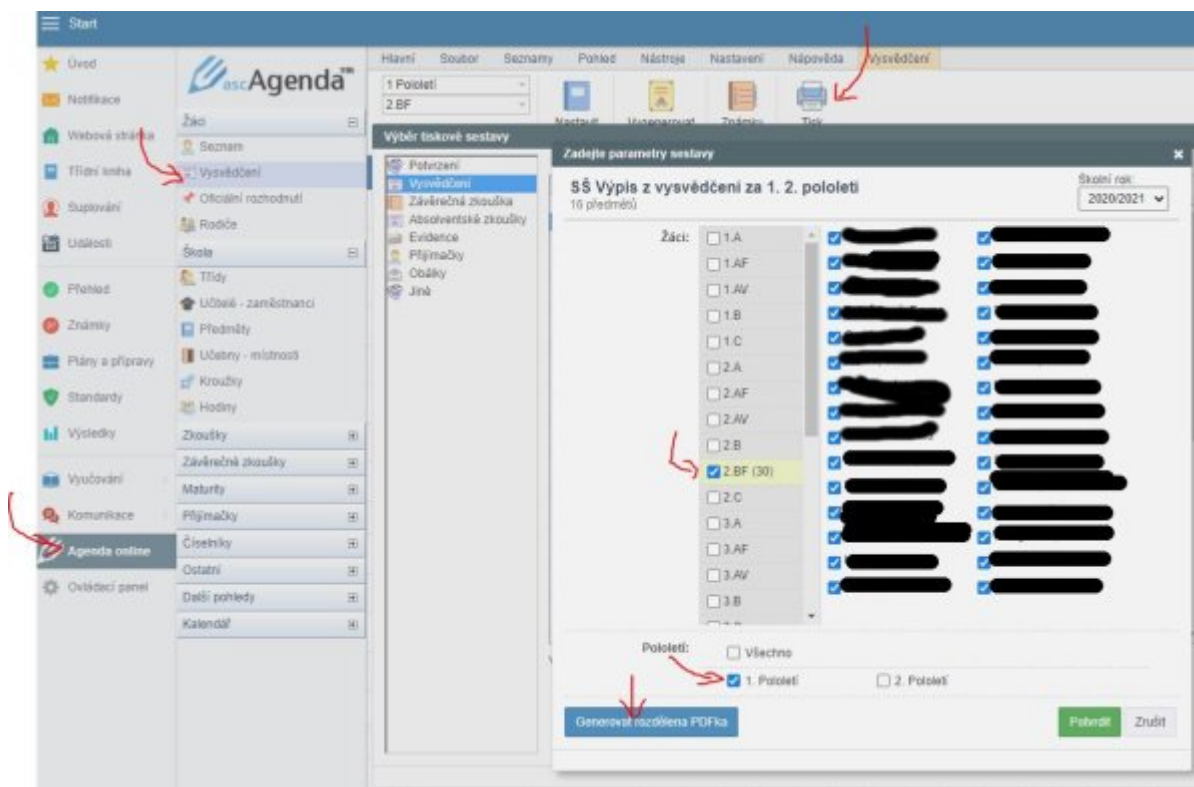 Start
Úvod
Notifikace
Webová stránka
Třídní kniha
Suplování
Události
Přehled
Známky
Plány a přípravy
Standardy
Výsledky
Vyučování
Komunikace
Agenda online
Ovládací panel
ascAgenda™
Žáci
Seznam
Vysvědčení
Oficiální rozhodnutí
Rodiče
Škola
Třídy
Učitelé - zaměstnanci
Předměty
Učebny - místnosti
Kroužky
Hodiny
Zkoušky
Závěrečné zkoušky
Maturity
Přijímačky
Číselníky
Ostatní
Další pohledy
Kalendář
Hlavní Soubor Seznamy Pohled Nástroje Nastavení Nápověda Vysvědčení
1 Pololetí
2.BF
Nastavit Vygenerovat Známky Tisk
Výběr tiskové sestavy
Potvrzení
Vysvědčení
Závěrečná zkouška
Absolventské zkoušky
Evidence
Přijímačky
Obálky
Jiné
Zadejte parametry sestavy
SŠ Výpis z vysvědčení za 1. 2. pololetí
16 předmětů
Školní rok:
2020/2021
Žáci:
1.A
1.AF
1.AV
1.B
1.C
2.A
2.AF
2.AV
2.B
2.BF (30)
2.C
3.A
3.AF
3.AV
3.B
Pololetí:
Všechno
1. Pololetí 2. Pololetí
Generovat rozdělena PDFka
Potvrdit Zrušit